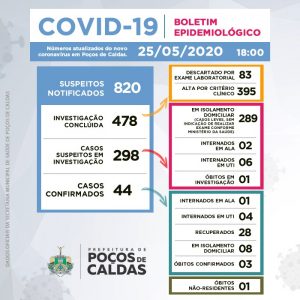 COVID-19
BOLETIM
EPIDEMIOLÓGICO
Números atualizados do novo
coronavírus em Poços de Caldas.
25/05/2020
18:00
SUSPEITOS
NOTIFICADOS
820
DESCARTADO POR
EXAME LABORATORIAL
83
ALTA POR CRITÉRIO
CLÍNICO
395
INVESTIGAÇÃO
CONCLUÍDA
478
EM ISOLAMENTO
DOMICILIAR
(CASOS LEVES, SEM
INDICAÇÃO DE REALIZAR
EXAME CONFORME
MINISTÉRIO DA SAÚDE)
289
CASOS
SUSPEITOS EM
INVESTIGAÇÃO
298
INTERNADOS
EM ALA
02
INTERNADOS
EM UTI
06
ÓBITOS EM
INVESTIGAÇÃO
01
CASOS
CONFIRMADOS
44
INTERNADOS EM ALA
01
INTERNADOS EM UTI
04
RECUPERADOS
28
EM ISOLAMENTO
DOMICILIAR
08
ÓBITOS CONFIRMADOS
03
ÓBITOS
NÃO-RESIDENTES
01
PREFEITURA DE
POÇOS DE
CALDAS
DADOS OFICIAIS DA SECRETARIA MUNICIPAL DE SAÚDE DE POÇOS DE CALDAS